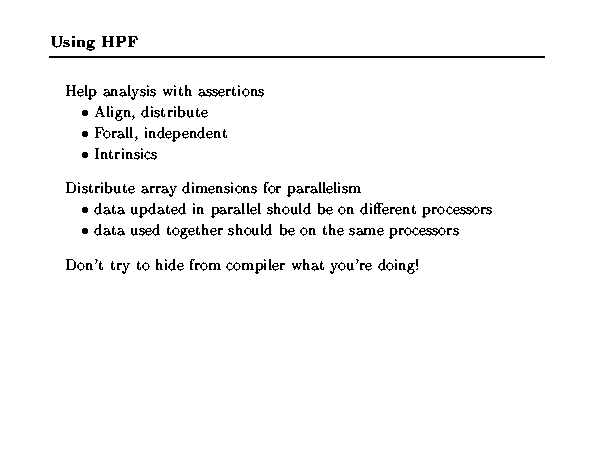 Using HPF
Help analysis with assertions
• Align, distribute
• Forall, independent
• Intrinsics
Distribute array dimensions for parallelism
• data updated in parallel should be on different processors
• data used together should be on the same processors
Don't try to hide from compiler what you're doing!